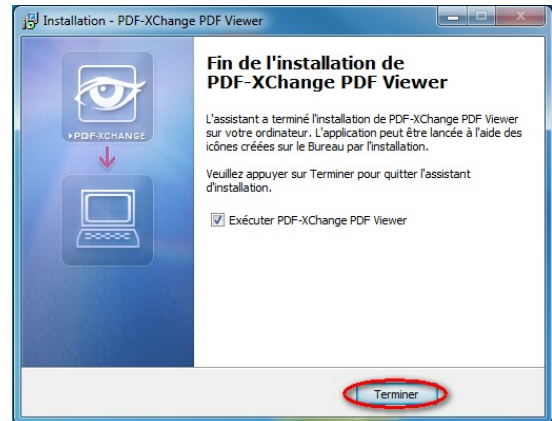 Installation - PDF-XChange PDF Viewer
Fin de l'installation de
PDF-XChange PDF Viewer
PDF-XCHANGE
L'assistant a terminé l'installation de PDF-XChange PDF Viewer
sur votre ordinateur. L'application peut être lancée à l'aide des
icônes créées sur le Bureau par l'installation.
Veuillez appuyer sur Terminer pour quitter l'assistant
d'installation.
Exécuter PDF-XChange PDF Viewer
Terminer